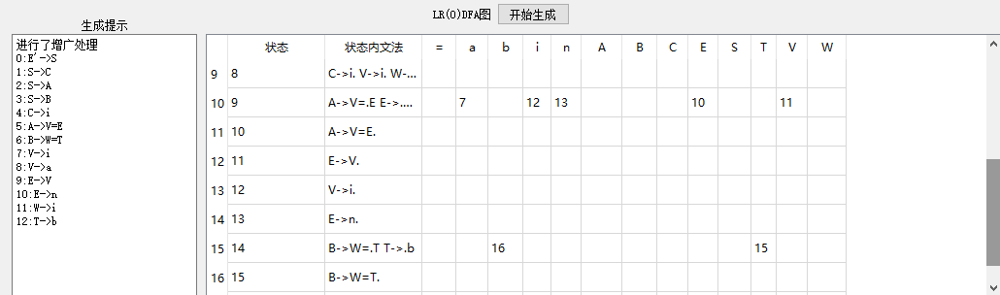 LR(0)DFA图 开始生成
生成提示
进行了增广处理
0:E'->S
1:S->C
2:S->A
3:S->B
4:C->i
5:A->V=E
6:B->W=T
7:V->i
8:V->a
9:E->V
10:E->n
11:W->i
12:T->b
状态 状态内文法 = a b i n A B C E S T V W
9 8 C->i. V->i. W-...
10 9 A->V=.E E->.... 7 12 13 10 11
11 10 A->V=E.
12 11 E->V.
13 12 V->i.
14 13 E->n.
15 14 B->W=.T T->.b 16 15
16 15 B->W=T.